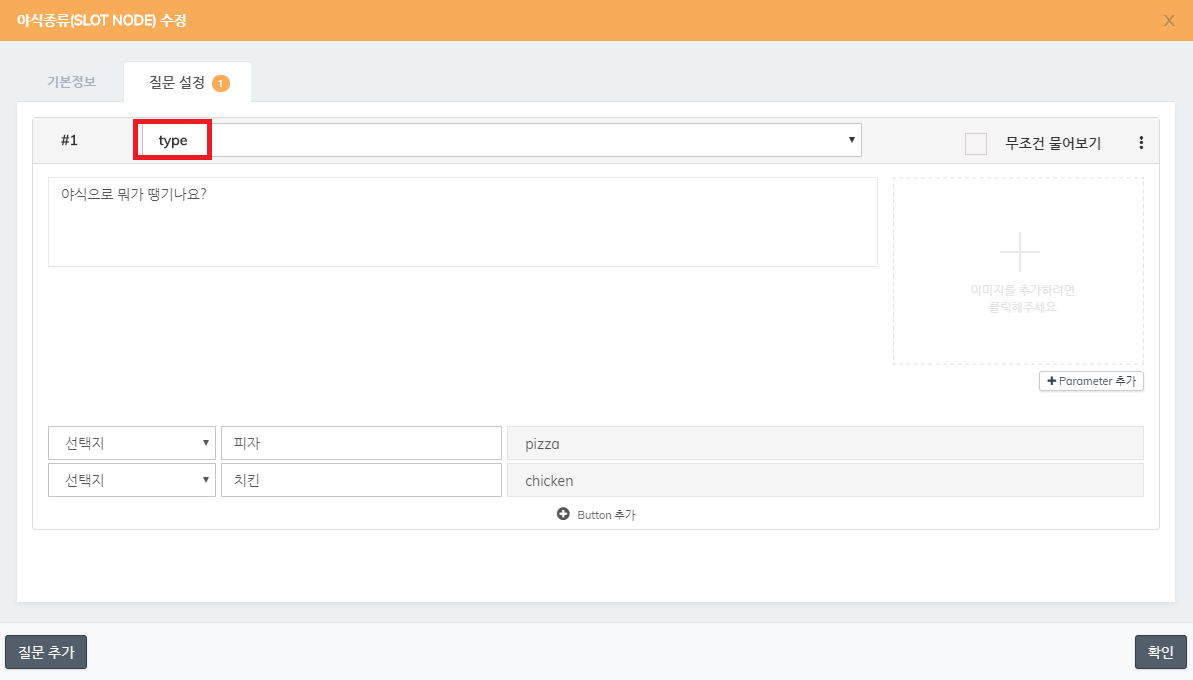 야식종류(SLOT NODE) 수정 X
기본정보 질문 설정 1
#1 type 무조건 물어보기
야식으로 뭐가 땡기나요?
이미지를 추가하려면
클릭해주세요
Parameter 추가
선택지 피자 pizza
선택지 치킨 chicken
Button 추가
질문 추가 확인